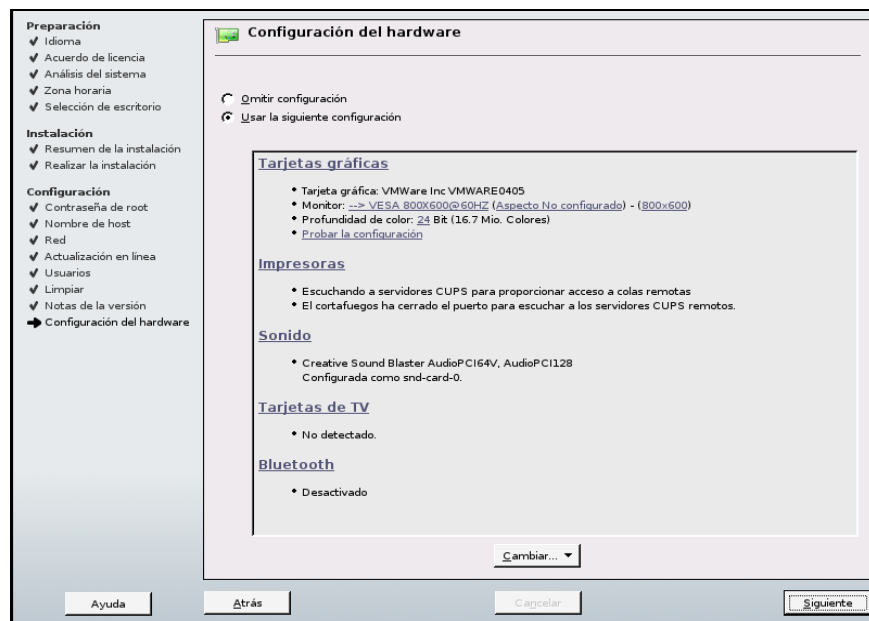 Preparación
Idioma
Acuerdo de licencia
Análisis del sistema
Zona horaria
Selección de escritorio
Instalación
Resumen de la instalación
Realizar la instalación
Configuración
Contraseña de root
Nombre de host
Red
Actualización en línea
Usuarios
Limpiar
Notas de la versión
Configuración del hardware
Configuración del hardware
Omitir configuración
Usar la siguiente configuración
Tarjetas gráficas
Tarjeta gráfica: VMWare Inc VMWARE0405
Monitor: --> VESA 800X600@60HZ (Aspecto No configurado) - (800x600)
Profundidad de color: 24 Bit (16.7 Mio. Colores)
Probar la configuración
Impresoras
Escuchando a servidores CUPS para proporcionar acceso a colas remotas
El cortafuegos ha cerrado el puerto para escuchar a los servidores CUPS remotos.
Sonido
Creative Sound Blaster AudioPCI64V, AudioPCI128
Configurada como snd-card-0.
Tarjetas de TV
No detectado.
Bluetooth
Desactivado
Cambiar...
Ayuda
Atrás
Cancelar
Siguiente